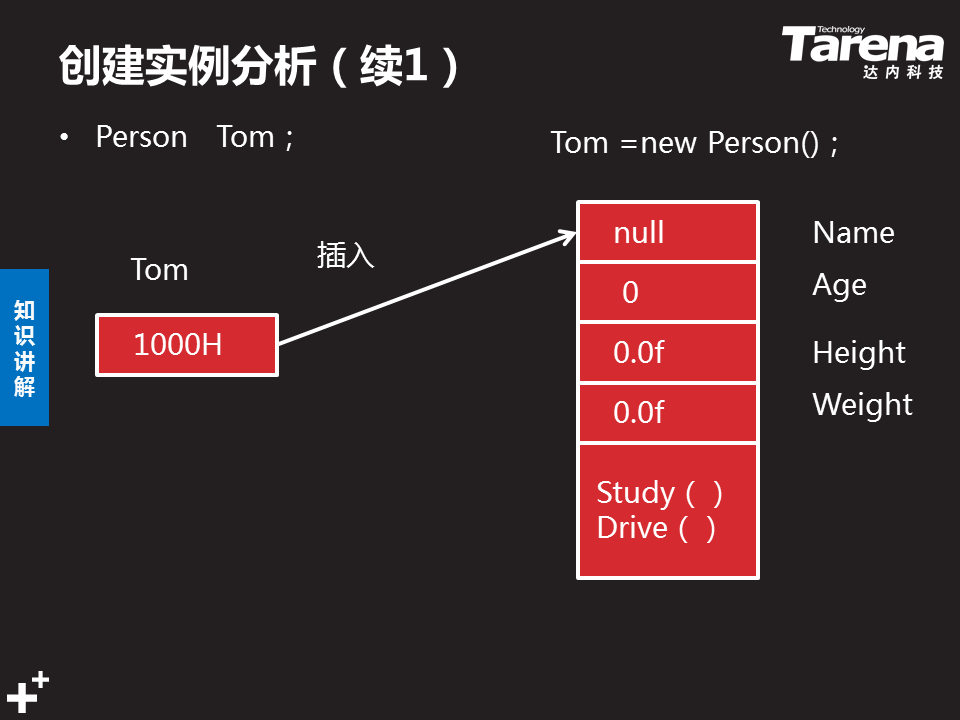 创建实例分析（续1）
Technology
Tarena
达内科技
• Person Tom；
Tom =new Person()；
Tom
插入
1000H
null
Name
0
Age
0.0f
Height
0.0f
Weight
Study（ ）
Drive（ ）
知
识
讲
解